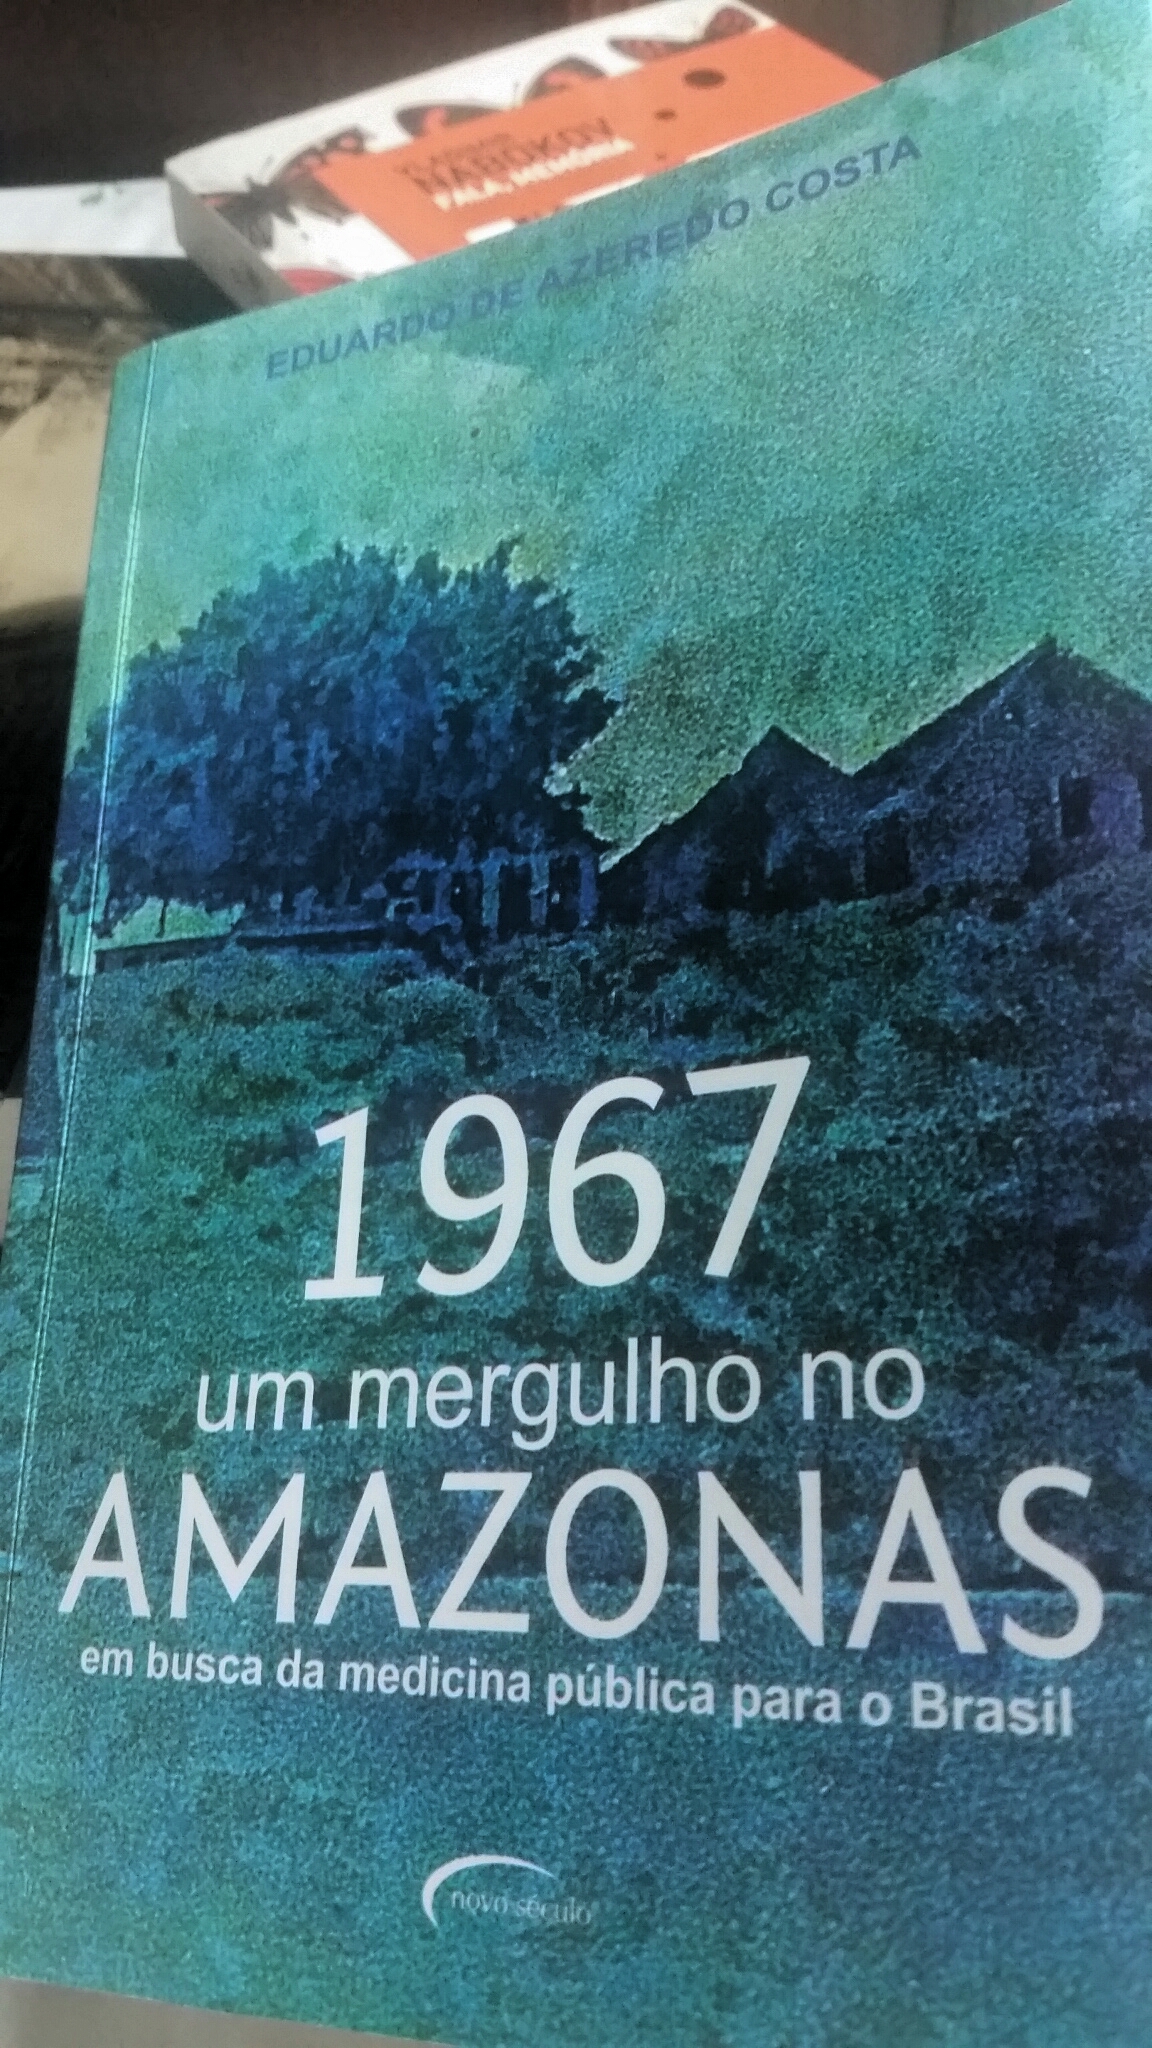 NABOKOV
FALA, MEMÓRIA
EDUARDO DE AZEREDO COSTA
1967
um mergulho no
AMAZONAS
em busca da medicina pública para o Brasil
novo século